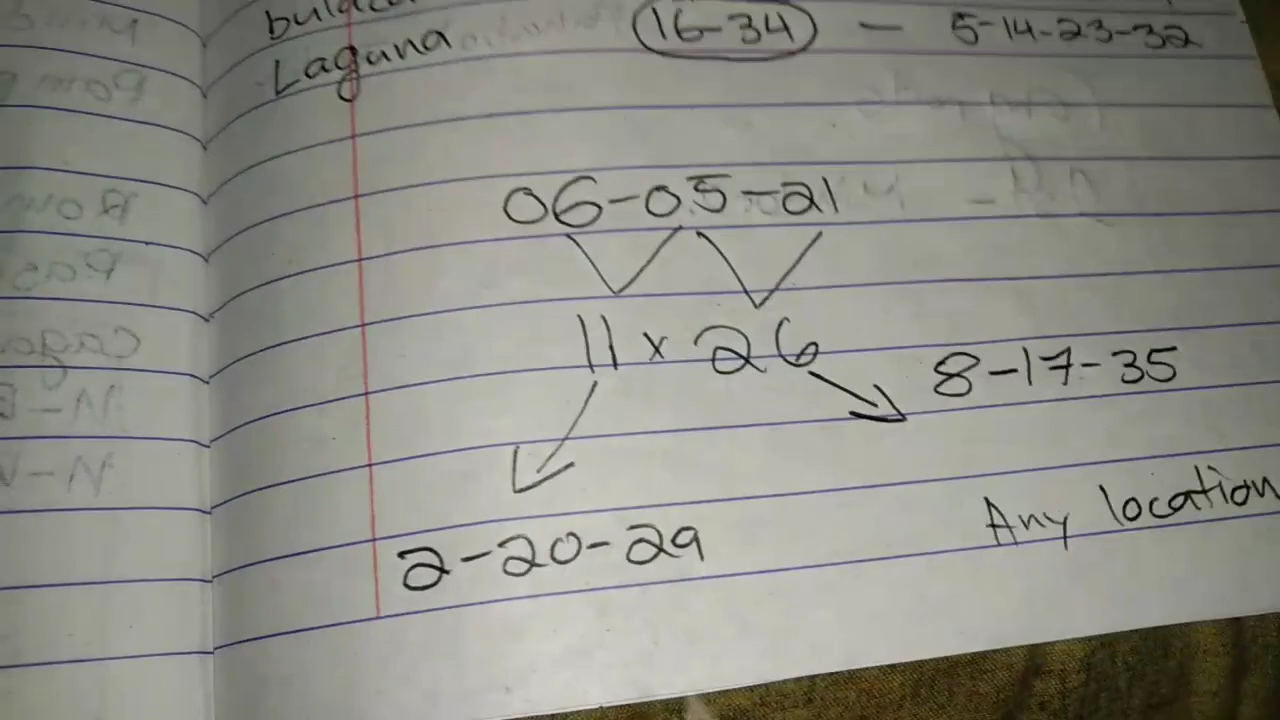 Laguna 16-34 - 5-14-23-32
06-05-21
11 x 26
8-17-35
2-20-29
Any location